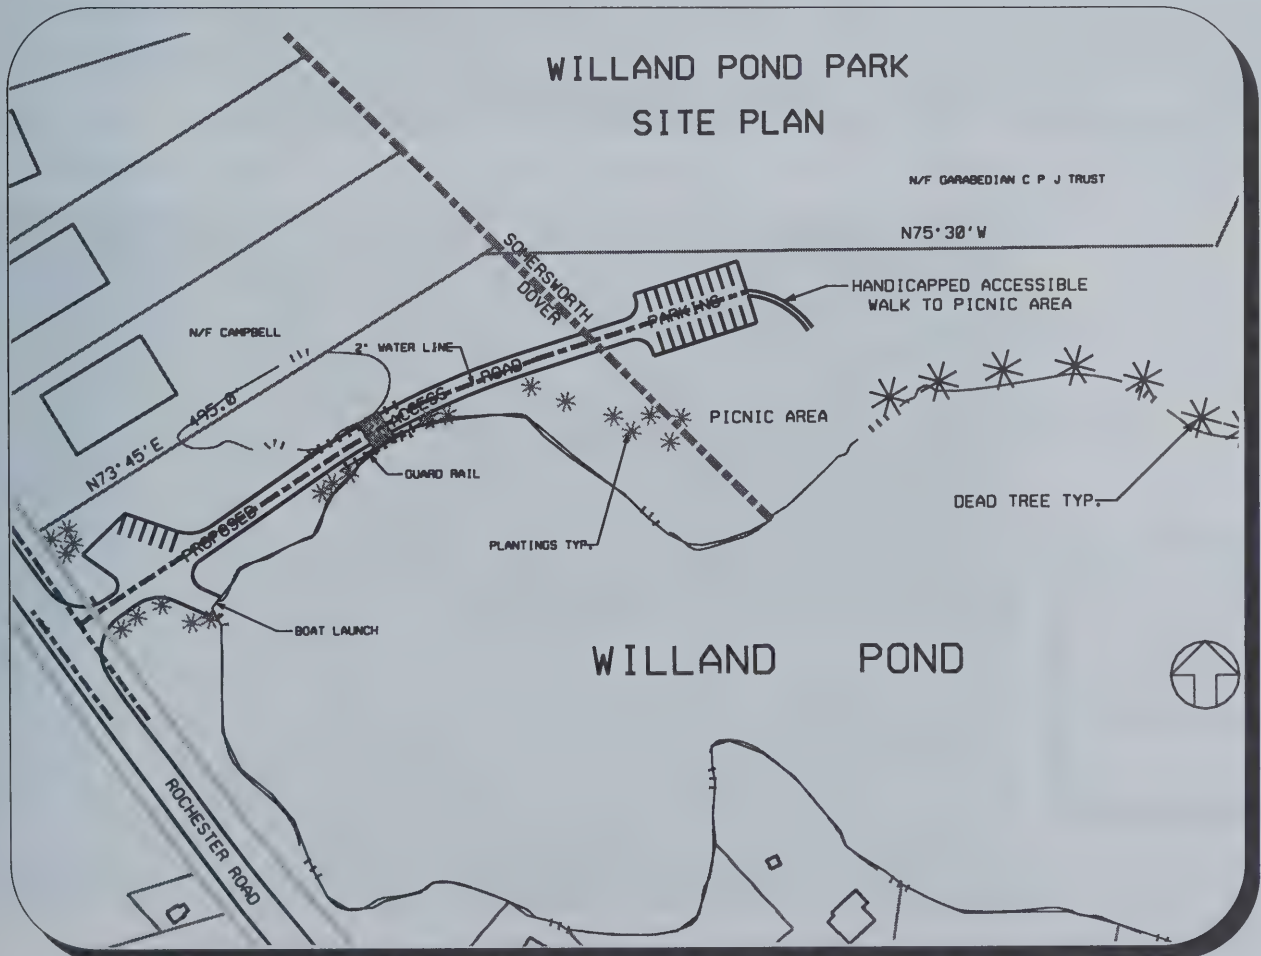 WILLAND POND PARK
SITE PLAN
N/F GARABEDIAN C P J TRUST
N75°30'W
SOMERSWORTH
DOVER
HANDICAPPED ACCESSIBLE
WALK TO PICNIC AREA
PARKING
N/F CAMPBELL
2" WATER LINE
ACCESS ROAD
495.0'
N73°45'E
PICNIC AREA
GUARD RAIL
DEAD TREE TYP.
PROPOSED
PLANTINGS TYP.
BOAT LAUNCH
WILLAND POND
ROCHESTER ROAD